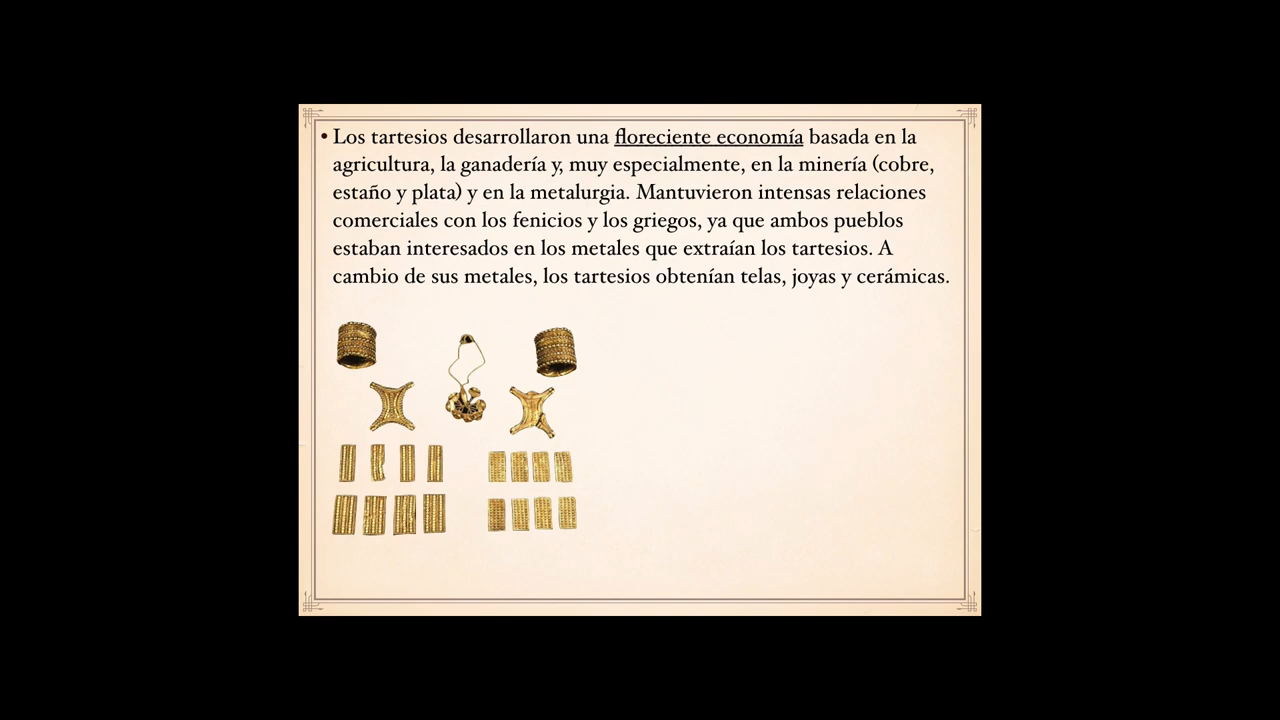 • Los tartesios desarrollaron una floreciente economía basada en la
agricultura, la ganadería y, muy especialmente, en la minería (cobre,
estaño y plata) y en la metalurgia. Mantuvieron intensas relaciones
comerciales con los fenicios y los griegos, ya que ambos pueblos
estaban interesados en los metales que extraían los tartesios. A
cambio de sus metales, los tartesios obtenían telas, joyas y cerámicas.